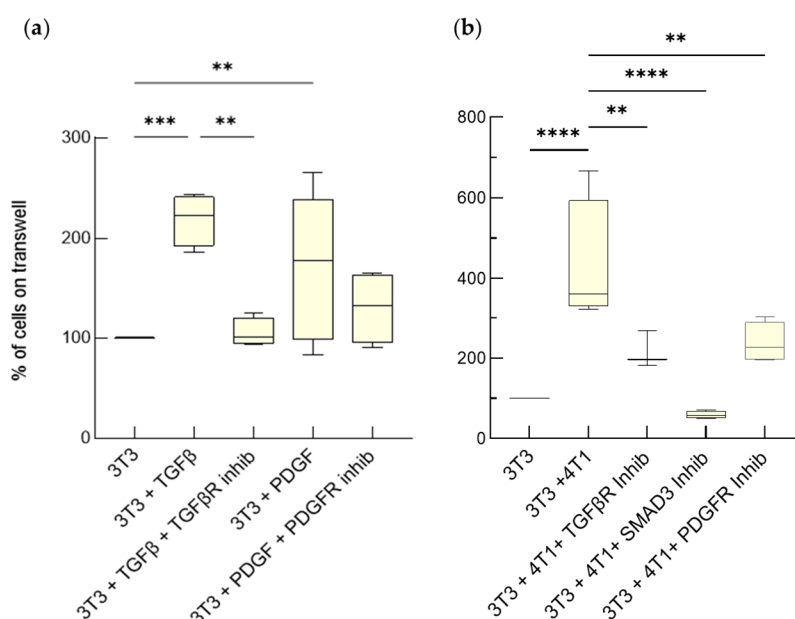 (a)
**
***
**
% of cells on transwell
300
200
100
0
3T3
3T3 + TGFβ
3T3 + TGFβ + TGFβR inhib
3T3 + PDGF
3T3 + PDGF + PDGFR inhib
(b)
**
****
**
****
800
600
400
200
0
3T3
3T3 +4T1
3T3 + 4T1+ TGFβR Inhib
3T3 + 4T1+ SMAD3 Inhib
3T3 + 4T1+ PDGFR Inhib